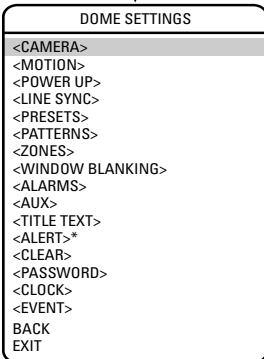 DOME SETTINGS
<CAMERA>
<MOTION>
<POWER UP>
<LINE SYNC>
<PRESETS>
<PATTERNS>
<ZONES>
<WINDOW BLANKING>
<ALARMS>
<AUX>
<TITLE TEXT>
<ALERT>*
<CLEAR>
<PASSWORD>
<CLOCK>
<EVENT>
BACK
EXIT